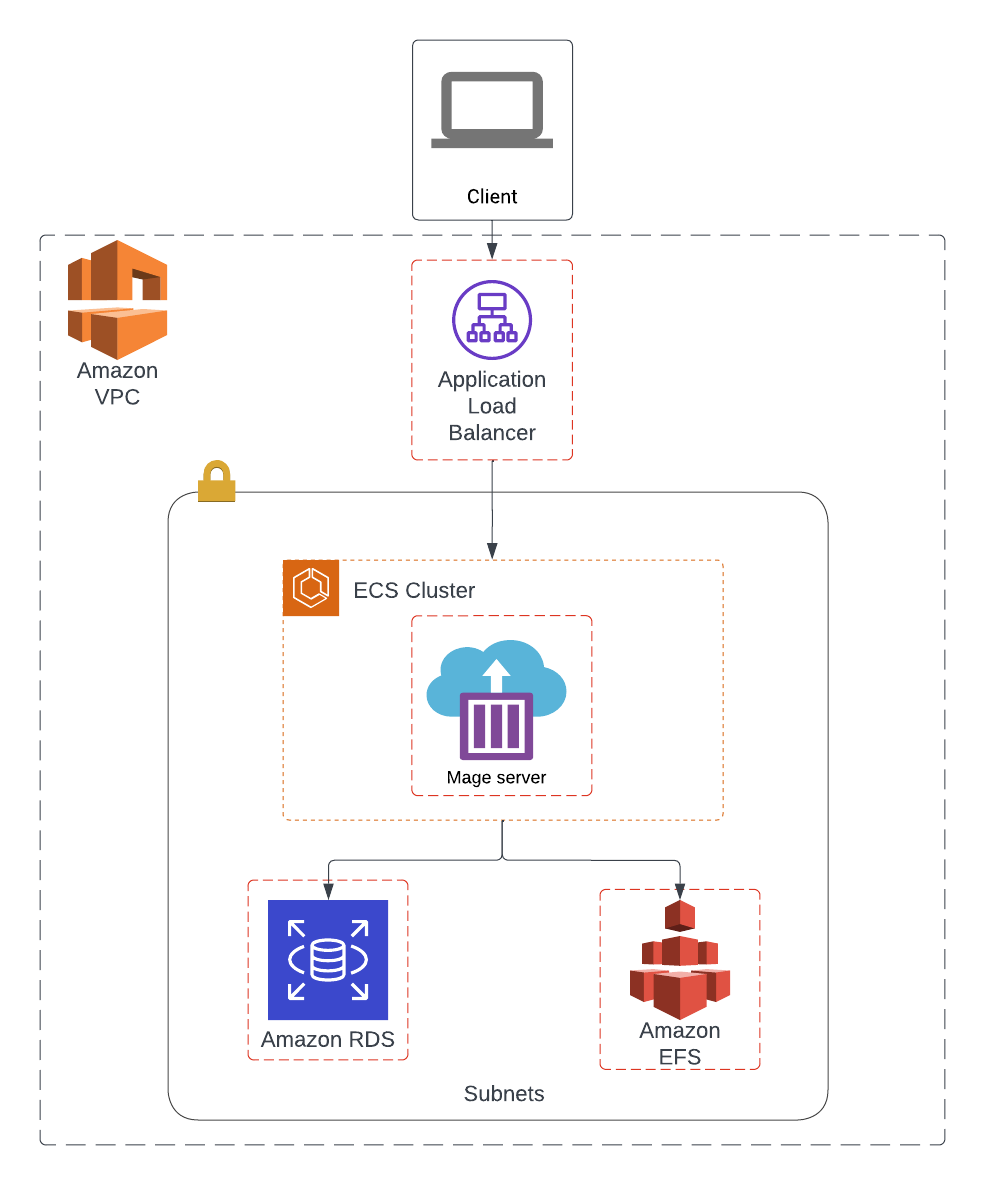 Client
Amazon
VPC
Application
Load
Balancer
ECS Cluster
Mage server
Amazon RDS
Amazon
EFS
Subnets